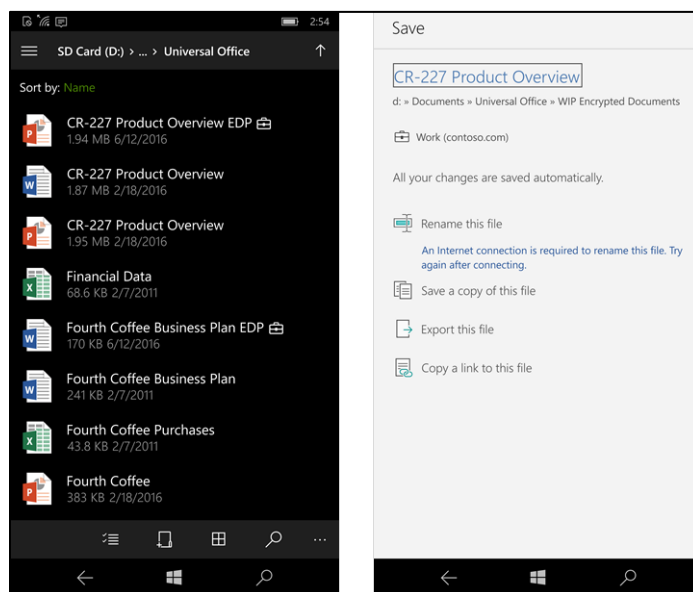 2:54
SD Card (D:) › ... › Universal Office
Sort by: Name
CR-227 Product Overview EDP
1.94 MB 6/12/2016
CR-227 Product Overview
1.87 MB 2/18/2016
CR-227 Product Overview
1.95 MB 2/18/2016
Financial Data
68.6 KB 2/7/2011
Fourth Coffee Business Plan EDP
170 KB 6/12/2016
Fourth Coffee Business Plan
241 KB 2/7/2011
Fourth Coffee Purchases
43.8 KB 2/7/2011
Fourth Coffee
383 KB 2/18/2016
Save
CR-227 Product Overview
d: » Documents » Universal Office » WIP Encrypted Documents
Work (contoso.com)
All your changes are saved automatically.
Rename this file
An Internet connection is required to rename this file. Try
again after connecting.
Save a copy of this file
Export this file
Copy a link to this file